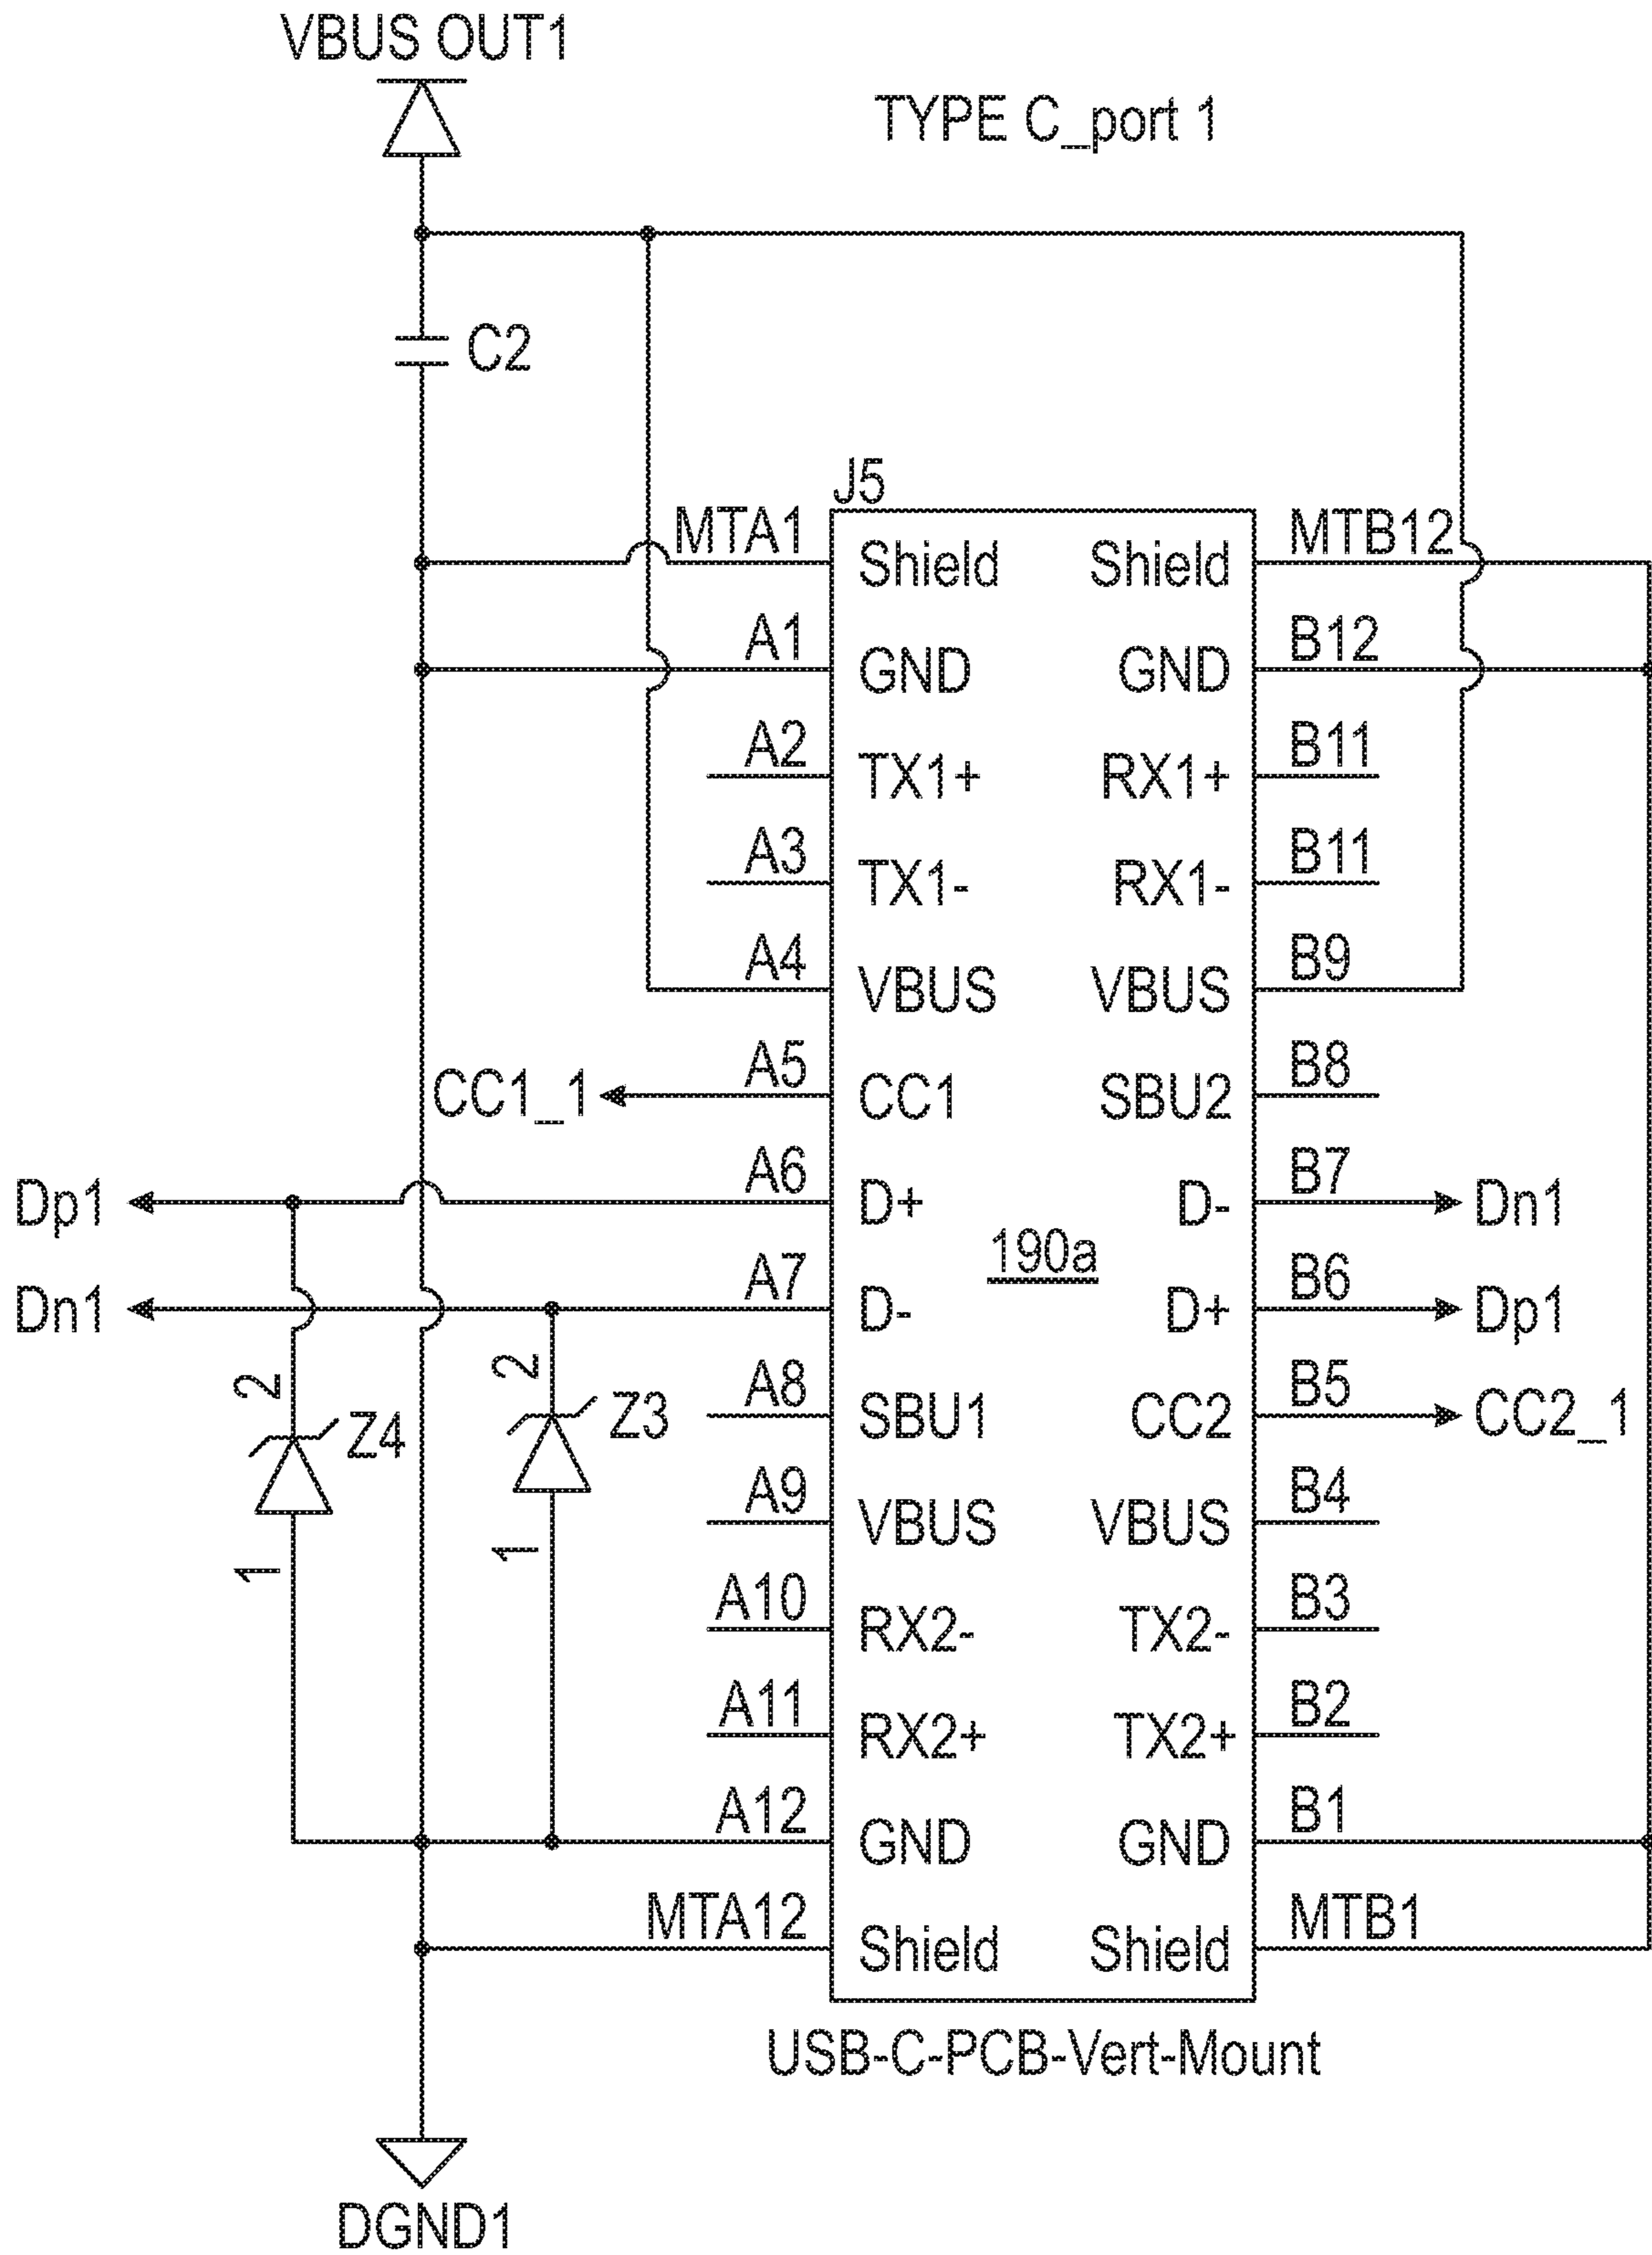 VBUS OUT1
TYPE C_port 1
C2
J5
MTA1 Shield Shield MTB12
A1 GND GND B12
A2 TX1+ RX1+ B11
A3 TX1- RX1- B11
A4 VBUS VBUS B9
CC1_1 A5 CC1 SBU2 B8
Dp1 A6 D+ D- B7 Dn1
190a
Dn1 A7 D- D+ B6 Dp1
2 Z4 2 Z3 A8 SBU1 CC2 B5 CC2_1
1 1 A9 VBUS VBUS B4
A10 RX2- TX2- B3
A11 RX2+ TX2+ B2
A12 GND GND B1
MTA12 Shield Shield MTB1
USB-C-PCB-Vert-Mount
DGND1